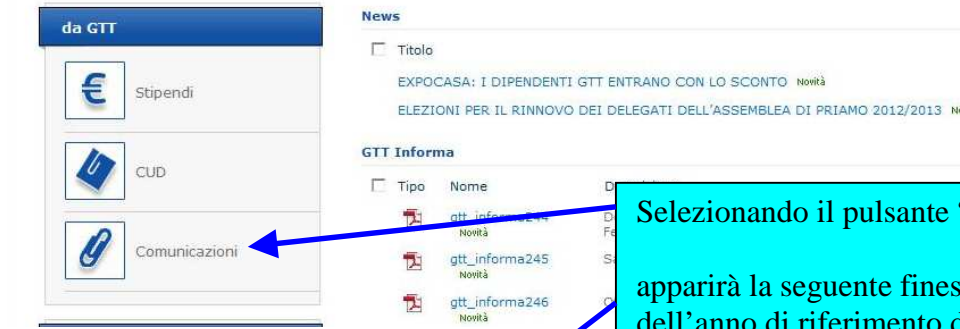 da GTT
Stipendi
CUD
Comunicazioni
News
Titolo
EXPOCASA: I DIPENDENTI GTT ENTRANO CON LO SCONTO Novità
ELEZIONI PER IL RINNOVO DEI DELEGATI DELL'ASSEMBLEA DI PRIAMO 2012/2013
GTT Informa
Tipo Nome
gtt_informa244
Novità
gtt_informa245
Novità
gtt_informa246
Novità
Selezionando il pulsante
apparirà la seguente
dell'anno di riferimento